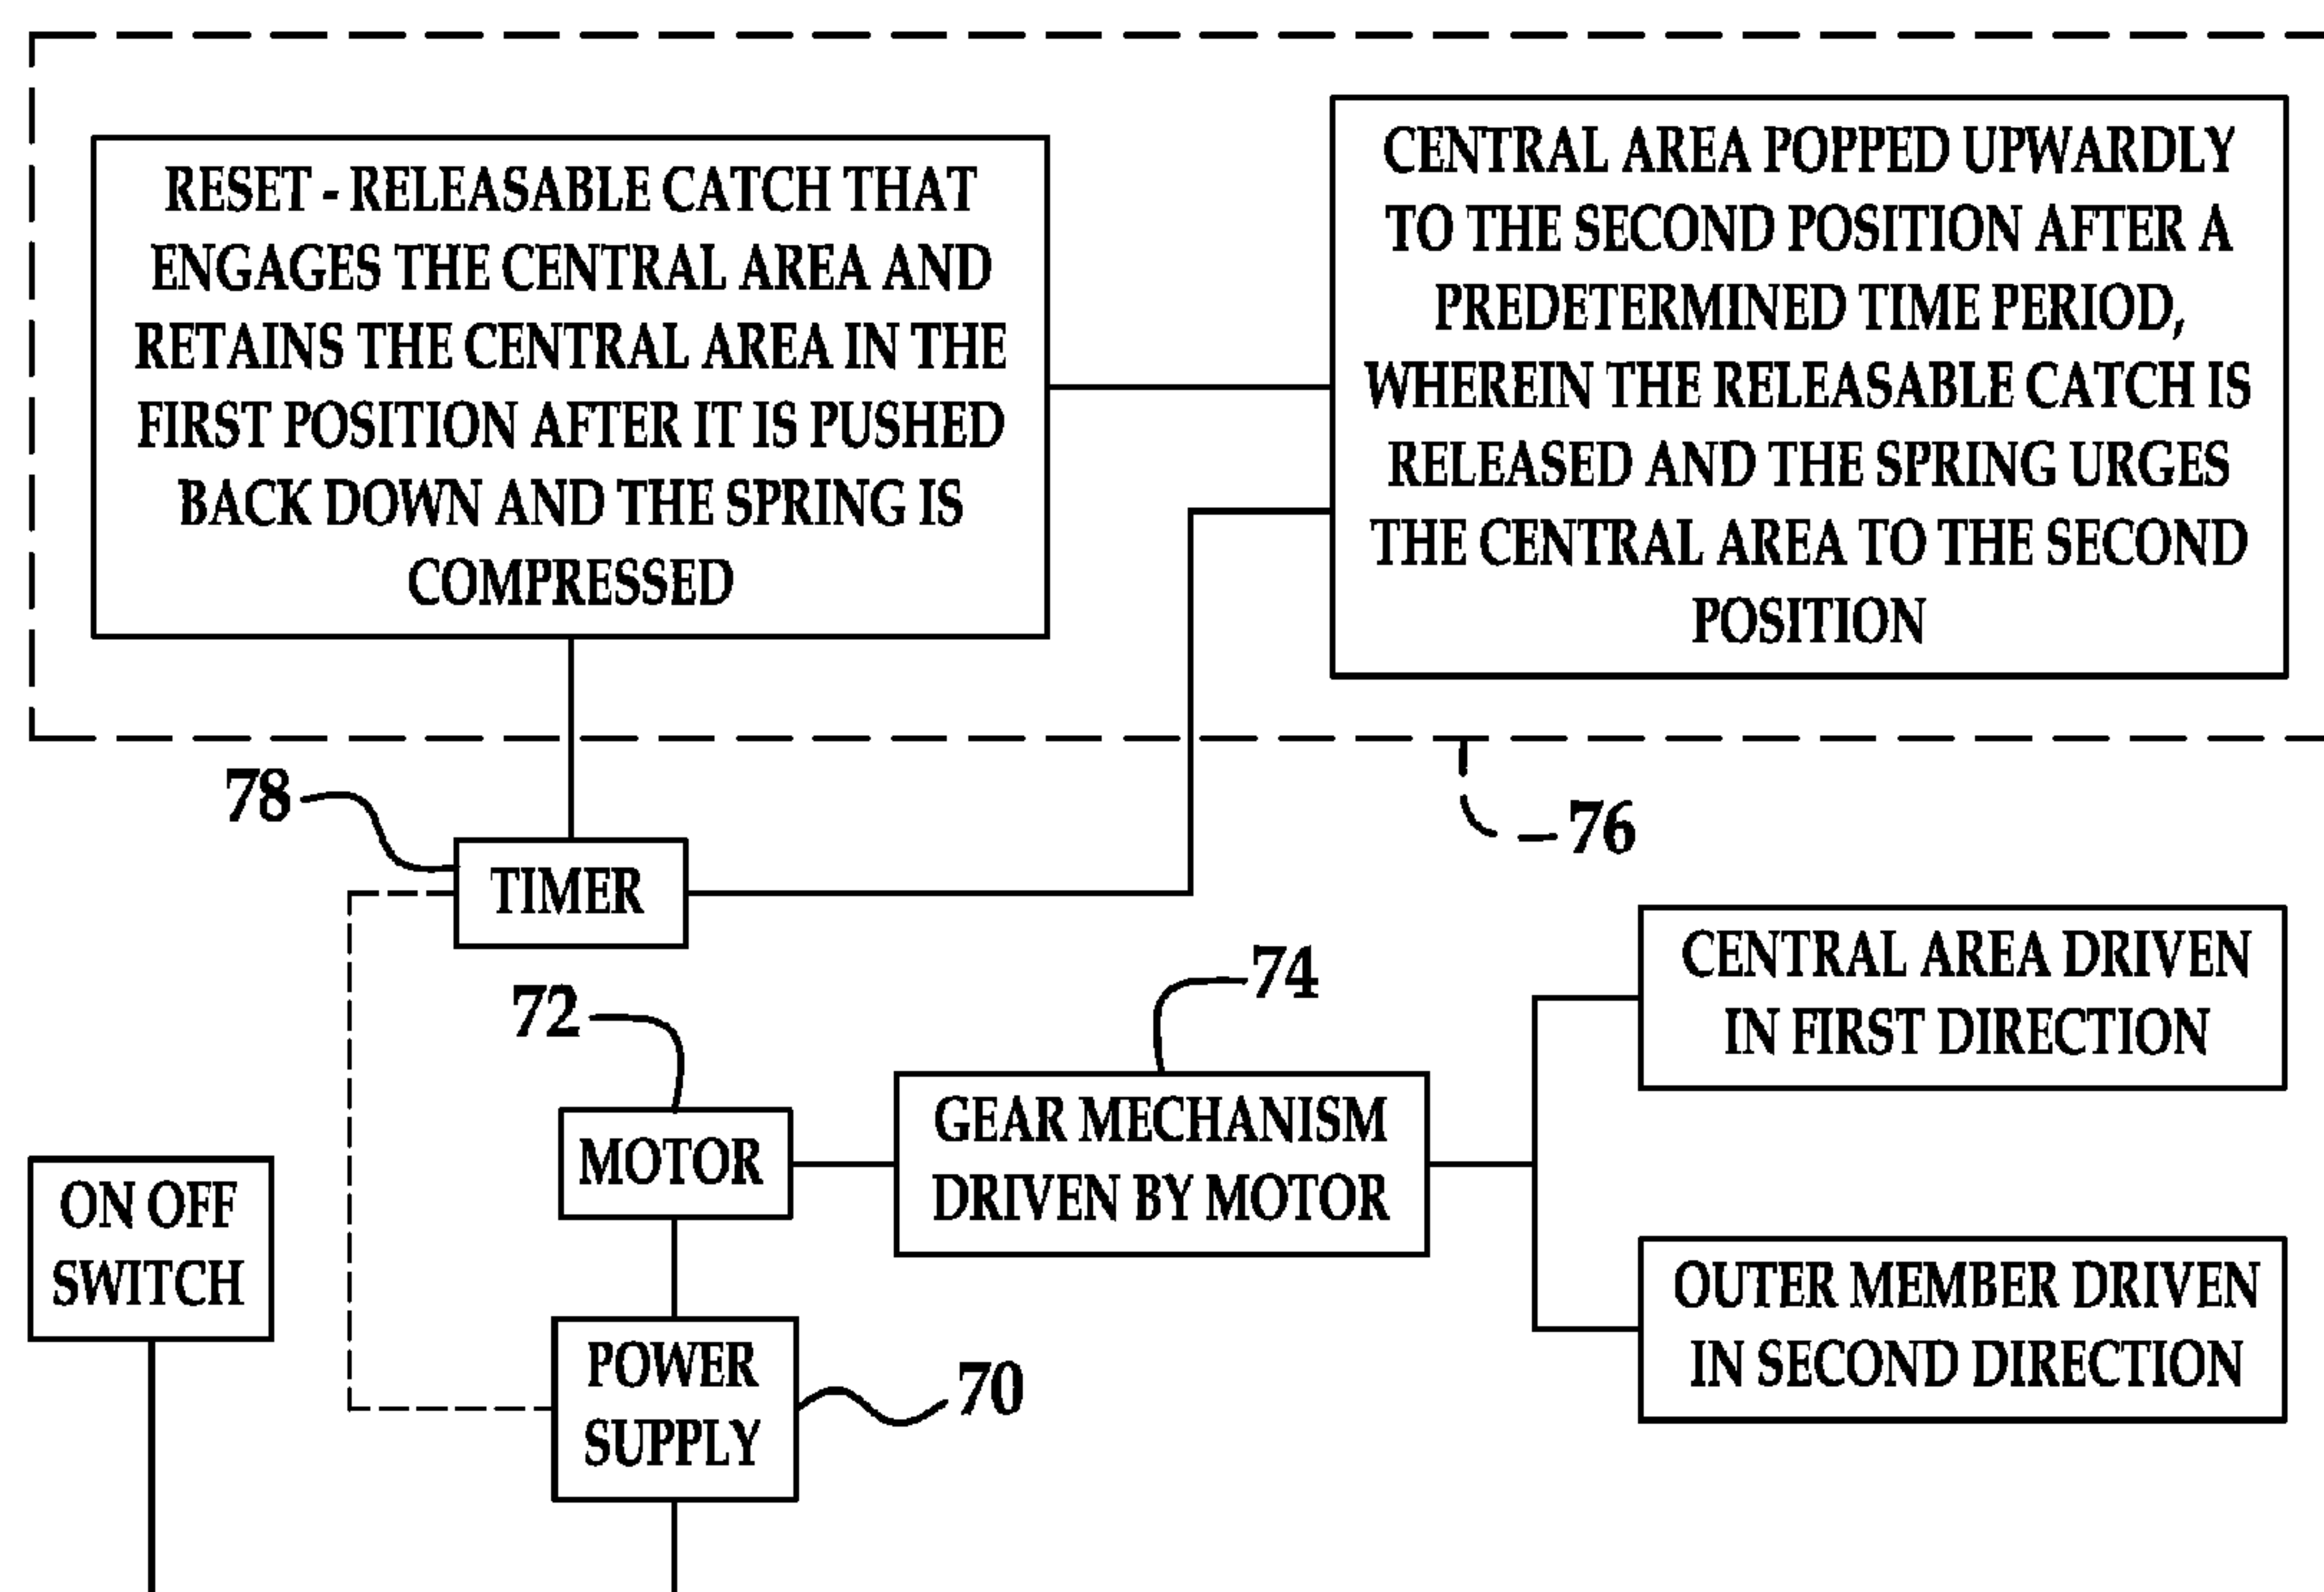 RESET - RELEASABLE CATCH THAT
ENGAGES THE CENTRAL AREA AND
RETAINS THE CENTRAL AREA IN THE
FIRST POSITION AFTER IT IS PUSHED
BACK DOWN AND THE SPRING IS
COMPRESSED
CENTRAL AREA POPPED UPWARDLY
TO THE SECOND POSITION AFTER A
PREDETERMINED TIME PERIOD,
WHEREIN THE RELEASABLE CATCH IS
RELEASED AND THE SPRING URGES
THE CENTRAL AREA TO THE SECOND
POSITION
78
76
TIMER
74
72
CENTRAL AREA DRIVEN
IN FIRST DIRECTION
GEAR MECHANISM
DRIVEN BY MOTOR
MOTOR
ON OFF
SWITCH
OUTER MEMBER DRIVEN
IN SECOND DIRECTION
POWER
SUPPLY
70